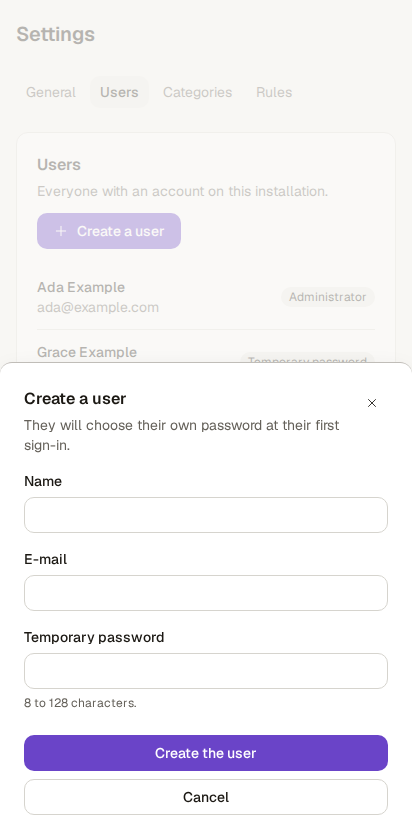 Settings
General Users Categories Rules
Users
Everyone with an account on this installation.
+ Create a user
Ada Example
ada@example.com
Administrator
Grace Example
Temporary password
Create a user
They will choose their own password at their first
sign-in.
Name
E-mail
Temporary password
8 to 128 characters.
Create the user
Cancel